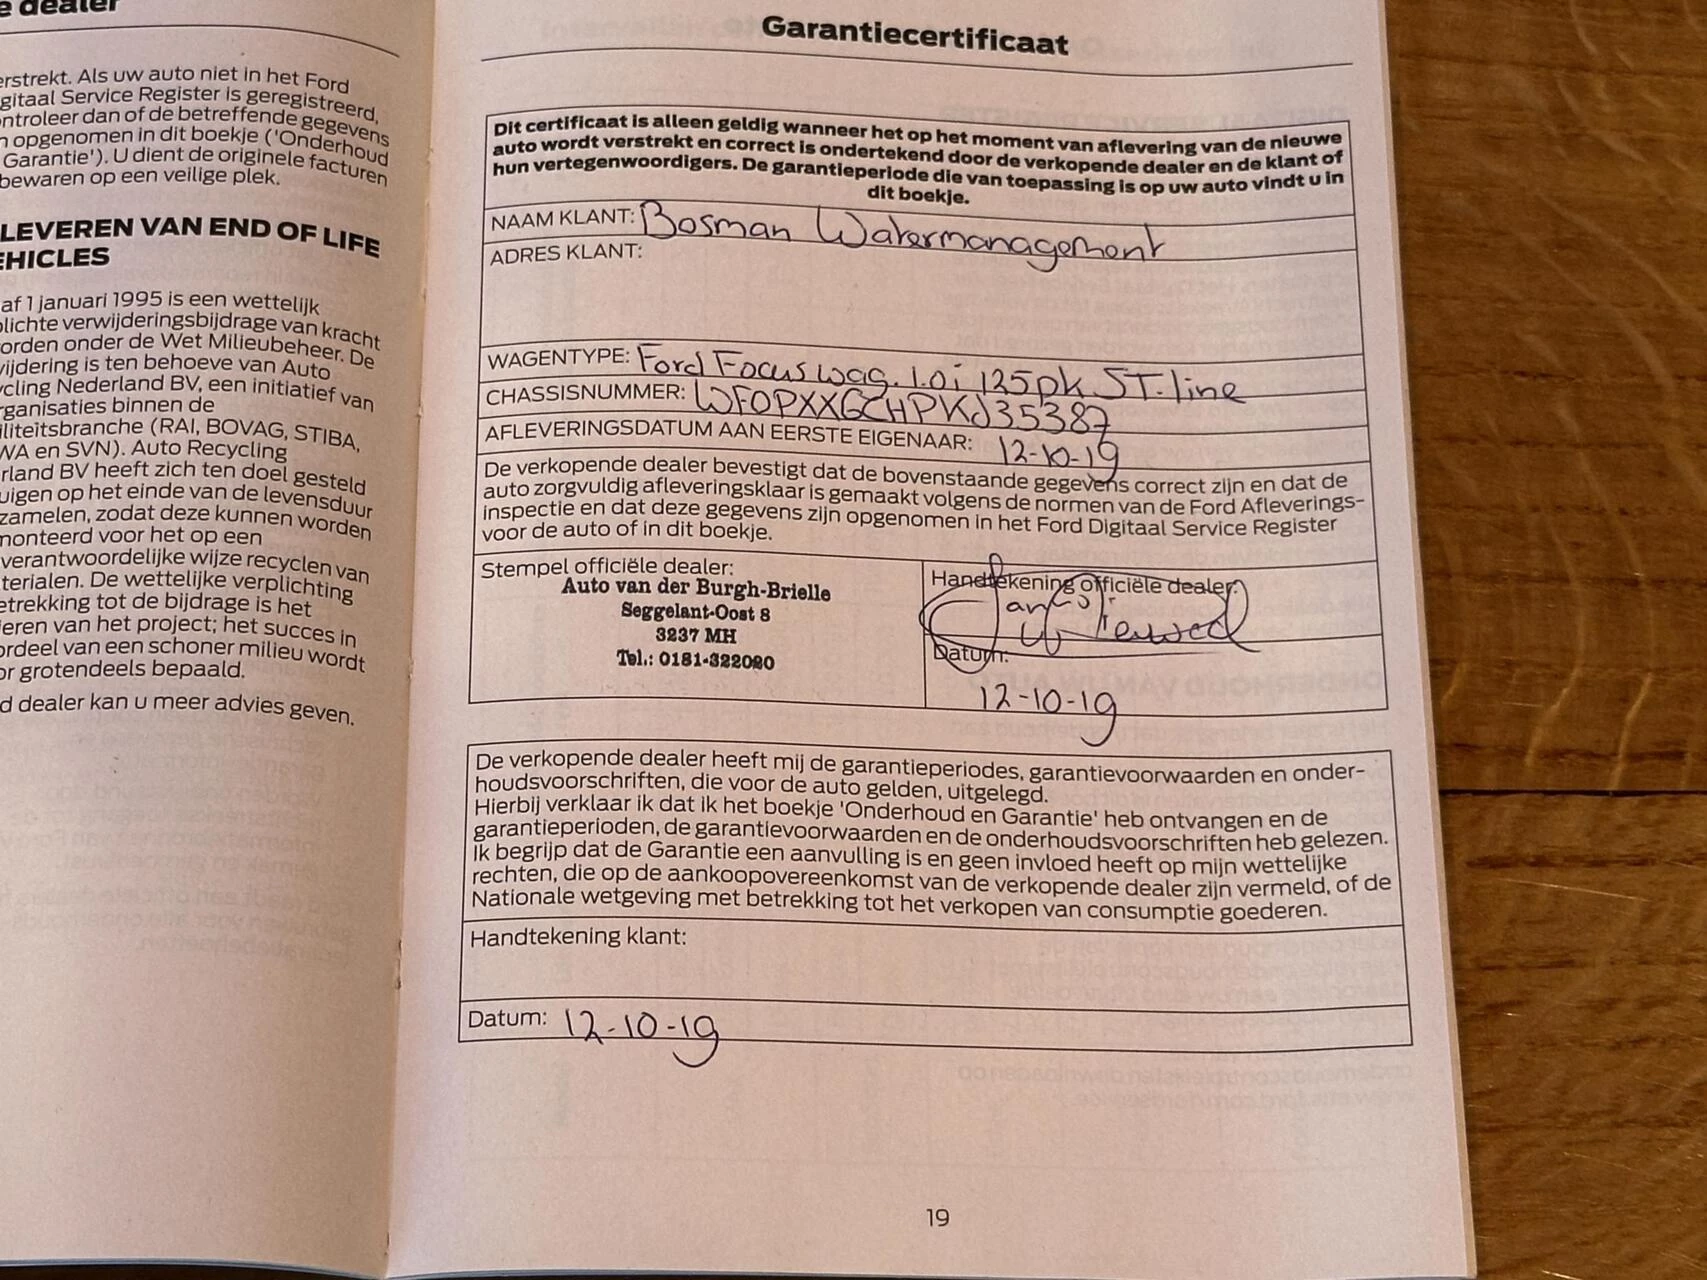 e dealer
erstrekt. Als uw auto niet in het Ford
gitaal Service Register is geregistreerd,
ntroleer dan of de betreffende gegevens
n opgenomen in dit boekje ('Onderhoud
Garantie'). U dient de originele facturen
bewaren op een veilige plek.
LEVEREN VAN END OF LIFE
EHICLES
af 1 januari 1995 is een wettelijk
plichte verwijderingsbijdrage van kracht
orden onder de Wet Milieubeheer. De
vijdering is ten behoeve van Auto
ycling Nederland BV, een initiatief van
rganisaties binnen de
iliteitsbranche (RAI, BOVAG, STIBA,
WA en SVN). Auto Recycling
rland BV heeft zich ten doel gesteld
uigen op het einde van de levensduur
zamelen, zodat deze kunnen worden
monteerd voor het op een
verantwoordelijke wijze recyclen van
terialen. De wettelijke verplichting
etrekking tot de bijdrage is het
eren van het project; het succes in
ordeel van een schoner milieu wordt
or grotendeels bepaald.
d dealer kan u meer advies geven.
Garantiecertificaat
Dit certificaat is alleen geldig wanneer het op het moment van aflevering van de nieuwe
auto wordt verstrekt en correct is ondertekend door de verkopende dealer en de klant of
hun vertegenwoordigers. De garantieperiode die van toepassing is op uw auto vindt u in
dit boekje.
NAAM KLANT: Bosman Watermanagement
ADRES KLANT:
WAGENTYPE: Ford Focus wag. 1.0i 125pk ST-line
CHASSISNUMMER: WF0PXXGCHPKJ35387
AFLEVERINGSDATUM AAN EERSTE EIGENAAR: 12-10-19
De verkopende dealer bevestigt dat de bovenstaande gegevens correct zijn en dat de
auto zorgvuldig afleveringsklaar is gemaakt volgens de normen van de Ford Afleverings-
inspectie en dat deze gegevens zijn opgenomen in het Ford Digitaal Service Register
voor de auto of in dit boekje.
Stempel officiële dealer:
Auto van der Burgh-Brielle
Seggelant-Oost 8
3237 MH
Tel.: 0181-322020
Handtekening officiële dealer:
Datum:
12-10-19
De verkopende dealer heeft mij de garantieperiodes, garantievoorwaarden en onder-
houdsvoorschriften, die voor de auto gelden, uitgelegd.
Hierbij verklaar ik dat ik het boekje 'Onderhoud en Garantie' heb ontvangen en de
garantieperioden, de garantievoorwaarden en de onderhoudsvoorschriften heb gelezen.
Ik begrijp dat de Garantie een aanvulling is en geen invloed heeft op mijn wettelijke
rechten, die op de aankoopovereenkomst van de verkopende dealer zijn vermeld, of de
Nationale wetgeving met betrekking tot het verkopen van consumptie goederen.
Handtekening klant:
Datum: 12-10-19
19